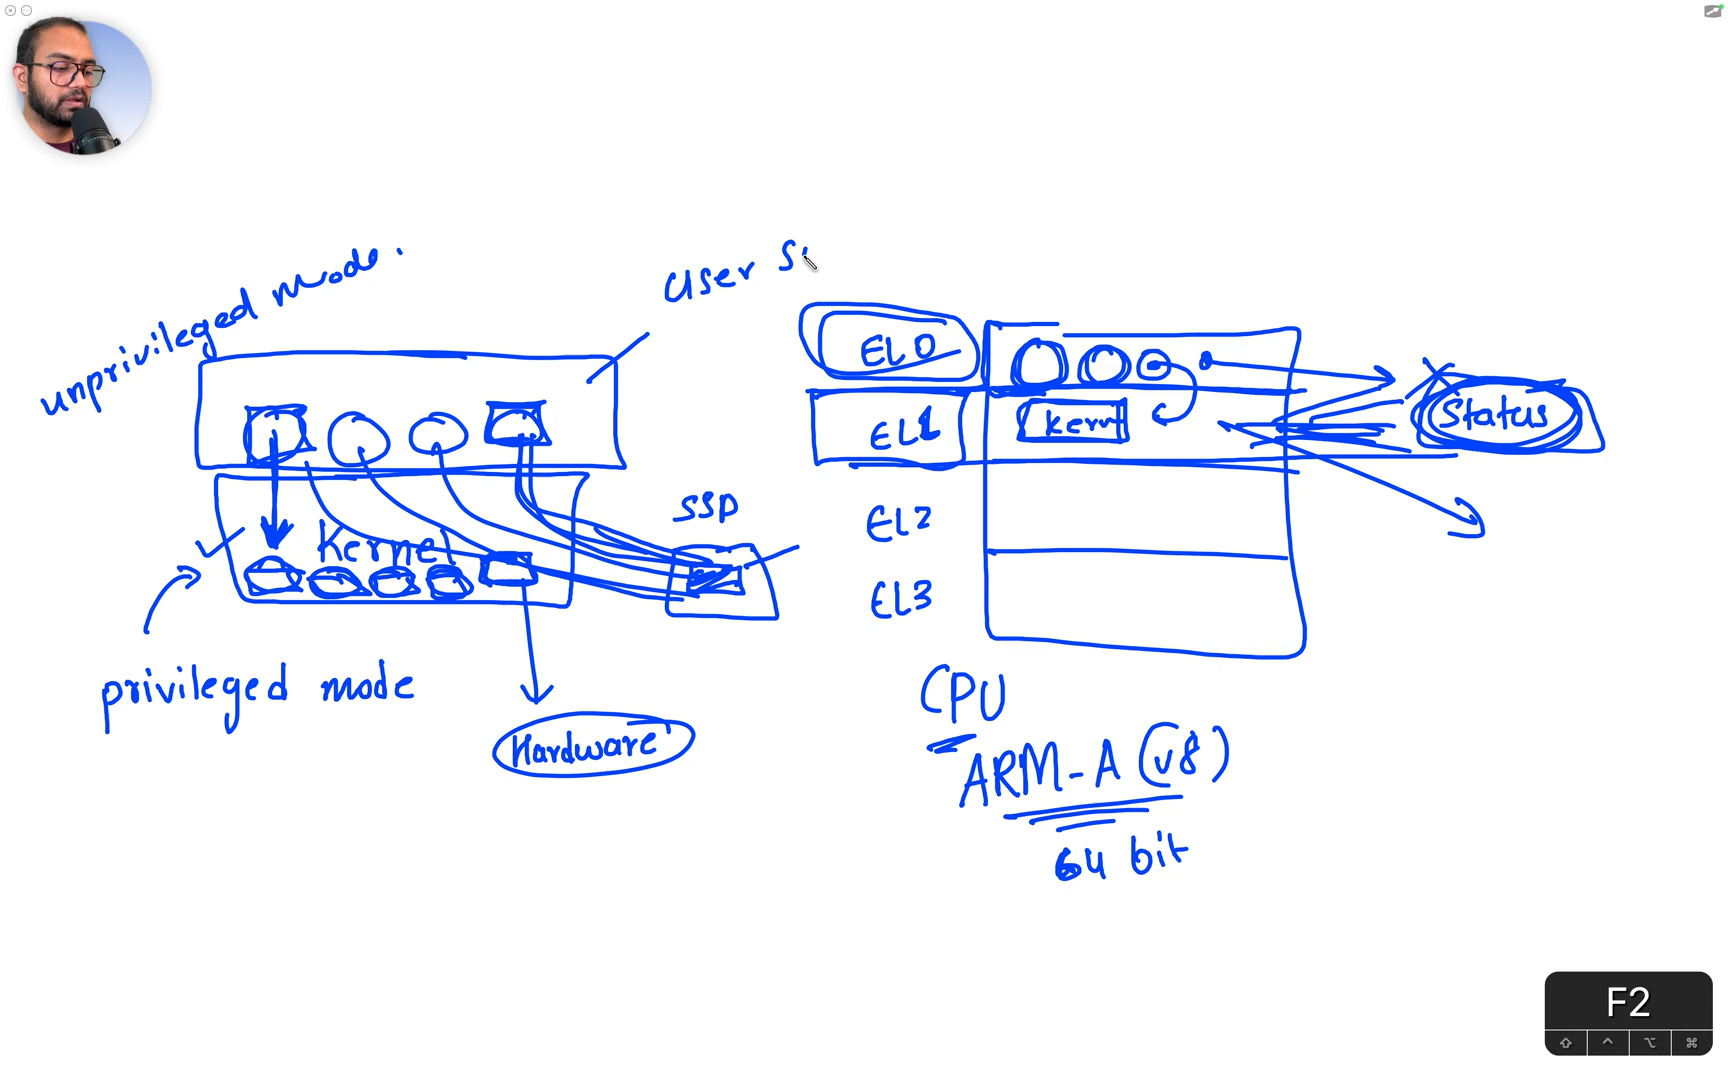 unprivileged mode.
user s
EL0
EL1
kern
Status
SSD
EL2
Kernel
EL3
privileged mode
CPU
Hardware
ARM-A (v8)
64 bit
F2